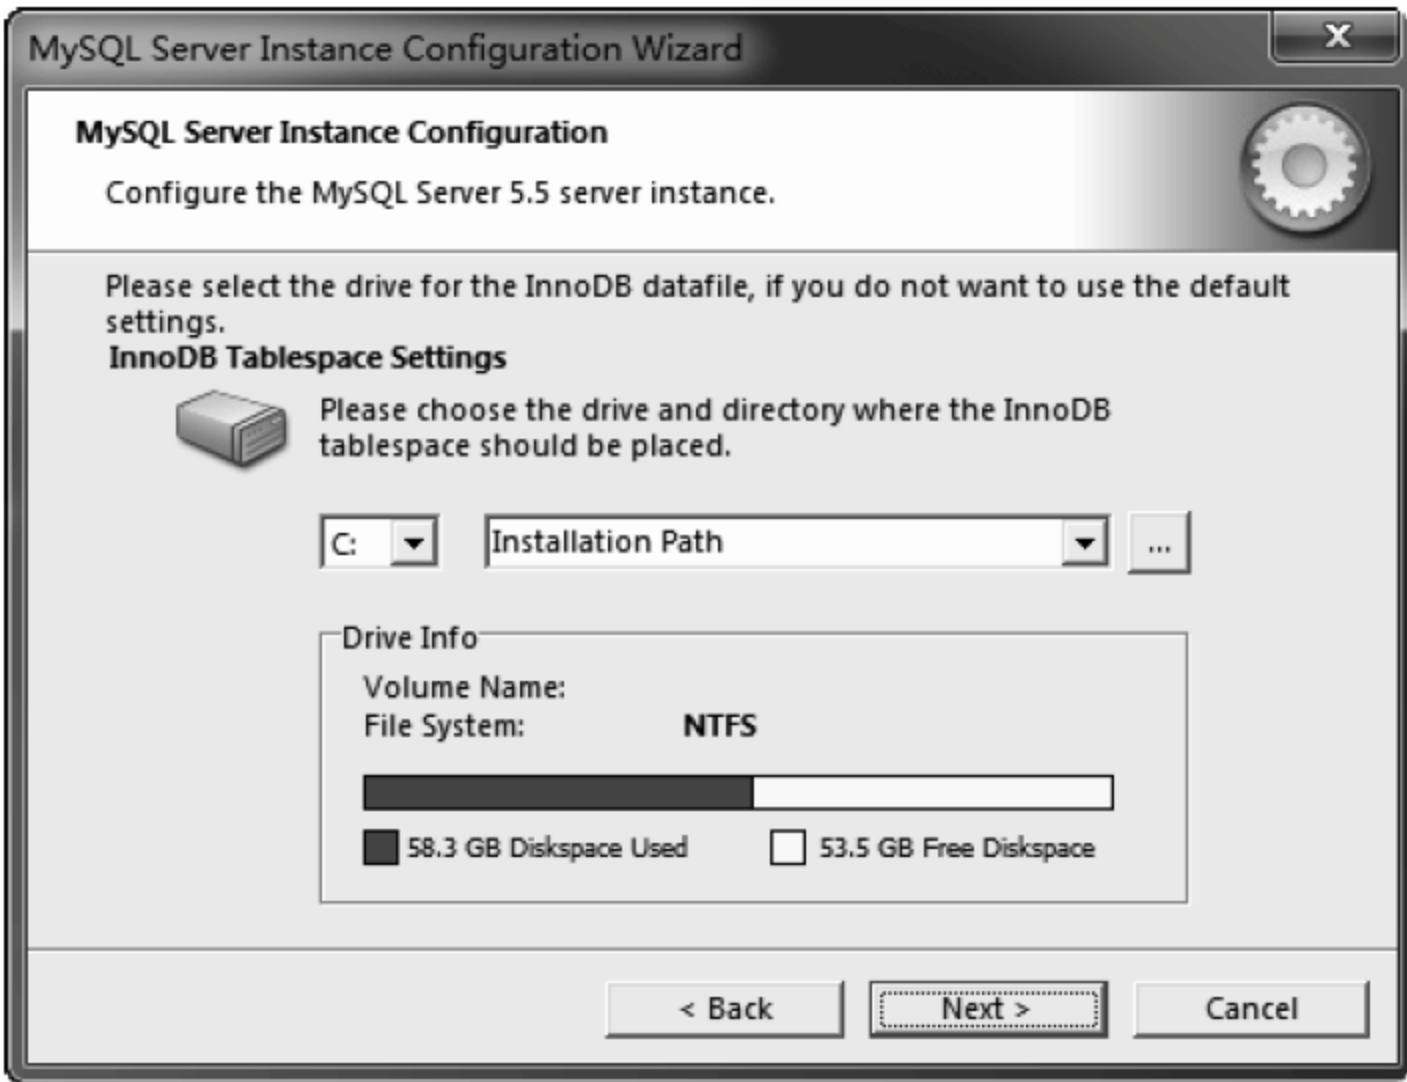 MySQL Server Instance Configuration Wizard
X
MySQL Server Instance Configuration
Configure the MySQL Server 5.5 server instance.
Please select the drive for the InnoDB datafile, if you do not want to use the default
settings.
InnoDB Tablespace Settings
Please choose the drive and directory where the InnoDB
tablespace should be placed.
C: Installation Path ...
Drive Info
Volume Name:
File System: NTFS
58.3 GB Diskspace Used 53.5 GB Free Diskspace
< Back Next > Cancel